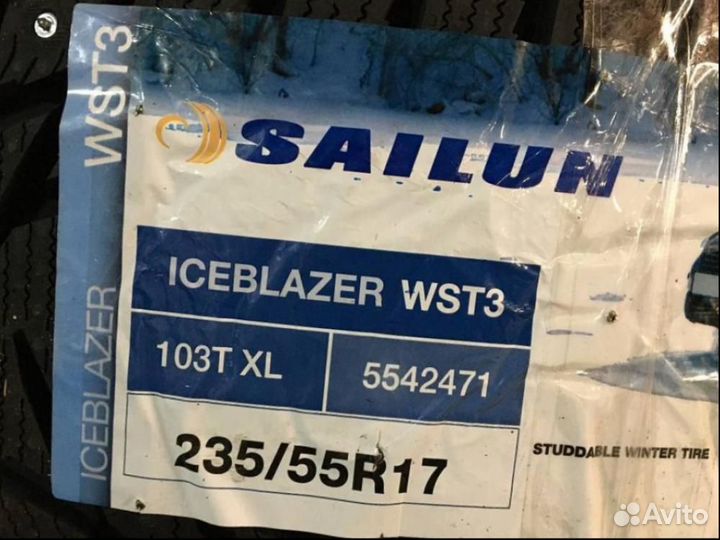 ICEBLAZER WST3
SAILUN
ICEBLAZER WST3
103T XL
5542471
235/55R17
STUDDABLE WINTER TIRE
Avito